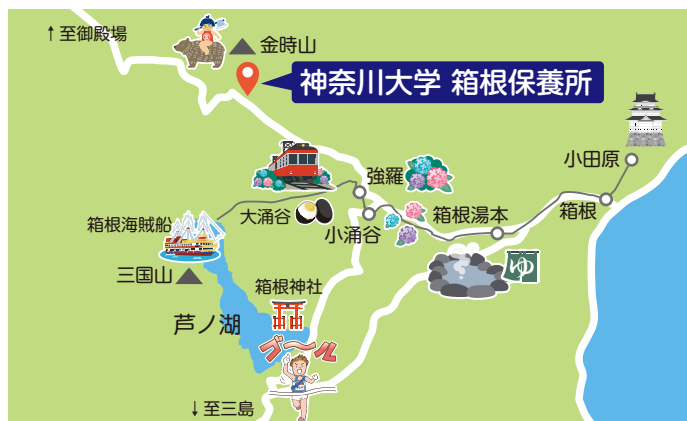 ↑至御殿場
金時山
神奈川大学 箱根保養所
小田原
強羅
大涌谷
小涌谷
箱根湯本
箱根
箱根海賊船
ゆ
三国山
箱根神社
芦ノ湖
ゴール
↓至三島